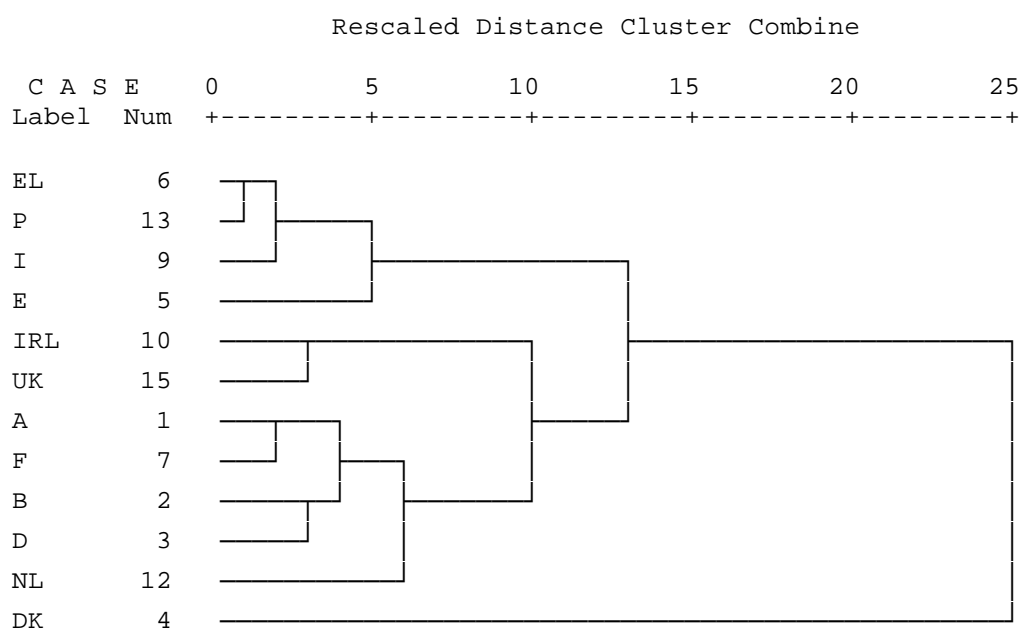 Rescaled Distance Cluster Combine
C A S E 0 5 10 15 20 25
Label Num +---------+---------+---------+---------+---------+
EL 6
P 13
I 9
E 5
IRL 10
UK 15
A 1
F 7
B 2
D 3
NL 12
DK 4